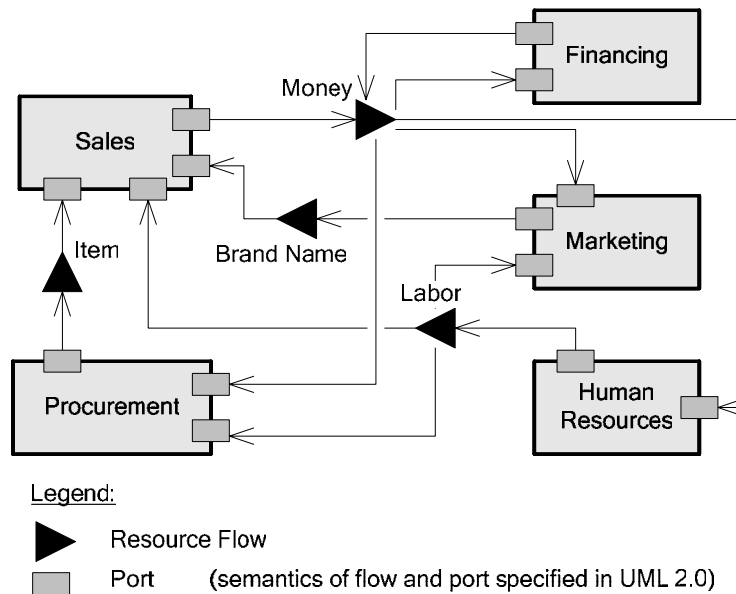 Financing
Money
Sales
Marketing
Item
Brand Name
Labor
Procurement
Human
Resources
Legend:
Resource Flow
Port (semantics of flow and port specified in UML 2.0)